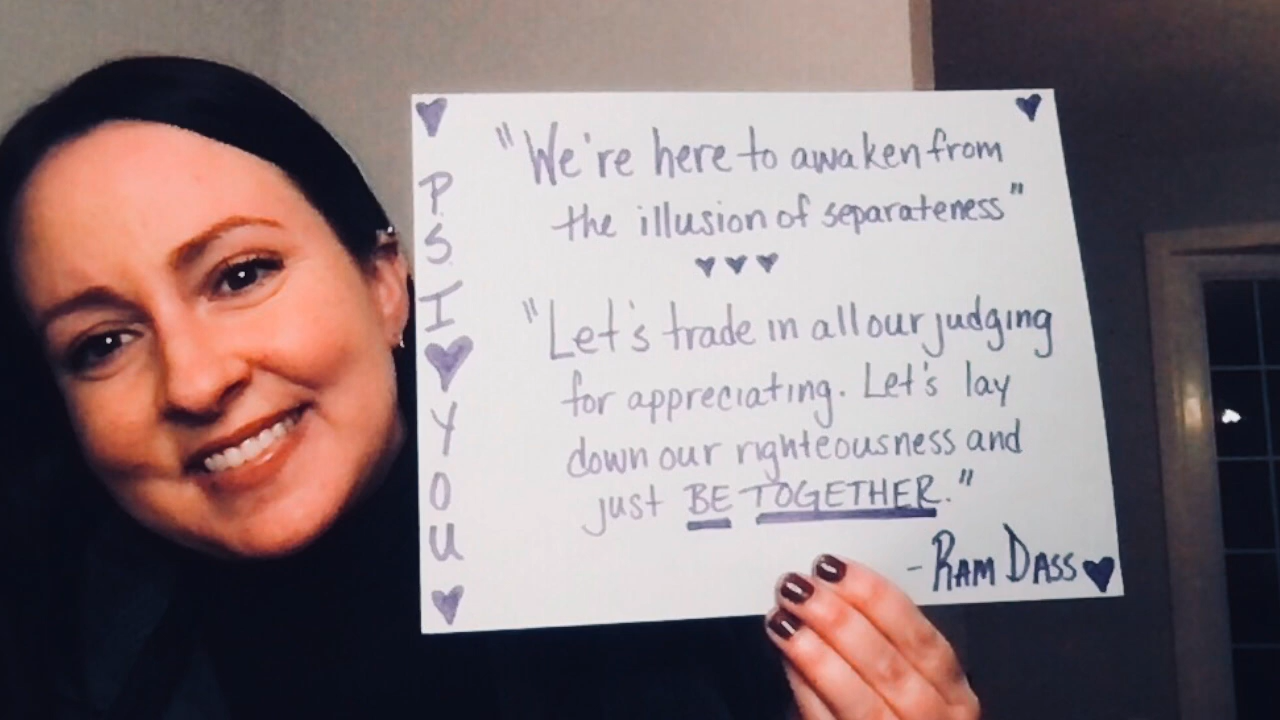 "We're here to awaken from
the illusion of separateness"
"Let's trade in all our judging
for appreciating. Let's lay
down our righteousness and
just BE TOGETHER."
- RAM DASS
P.S. I ♥ YOU